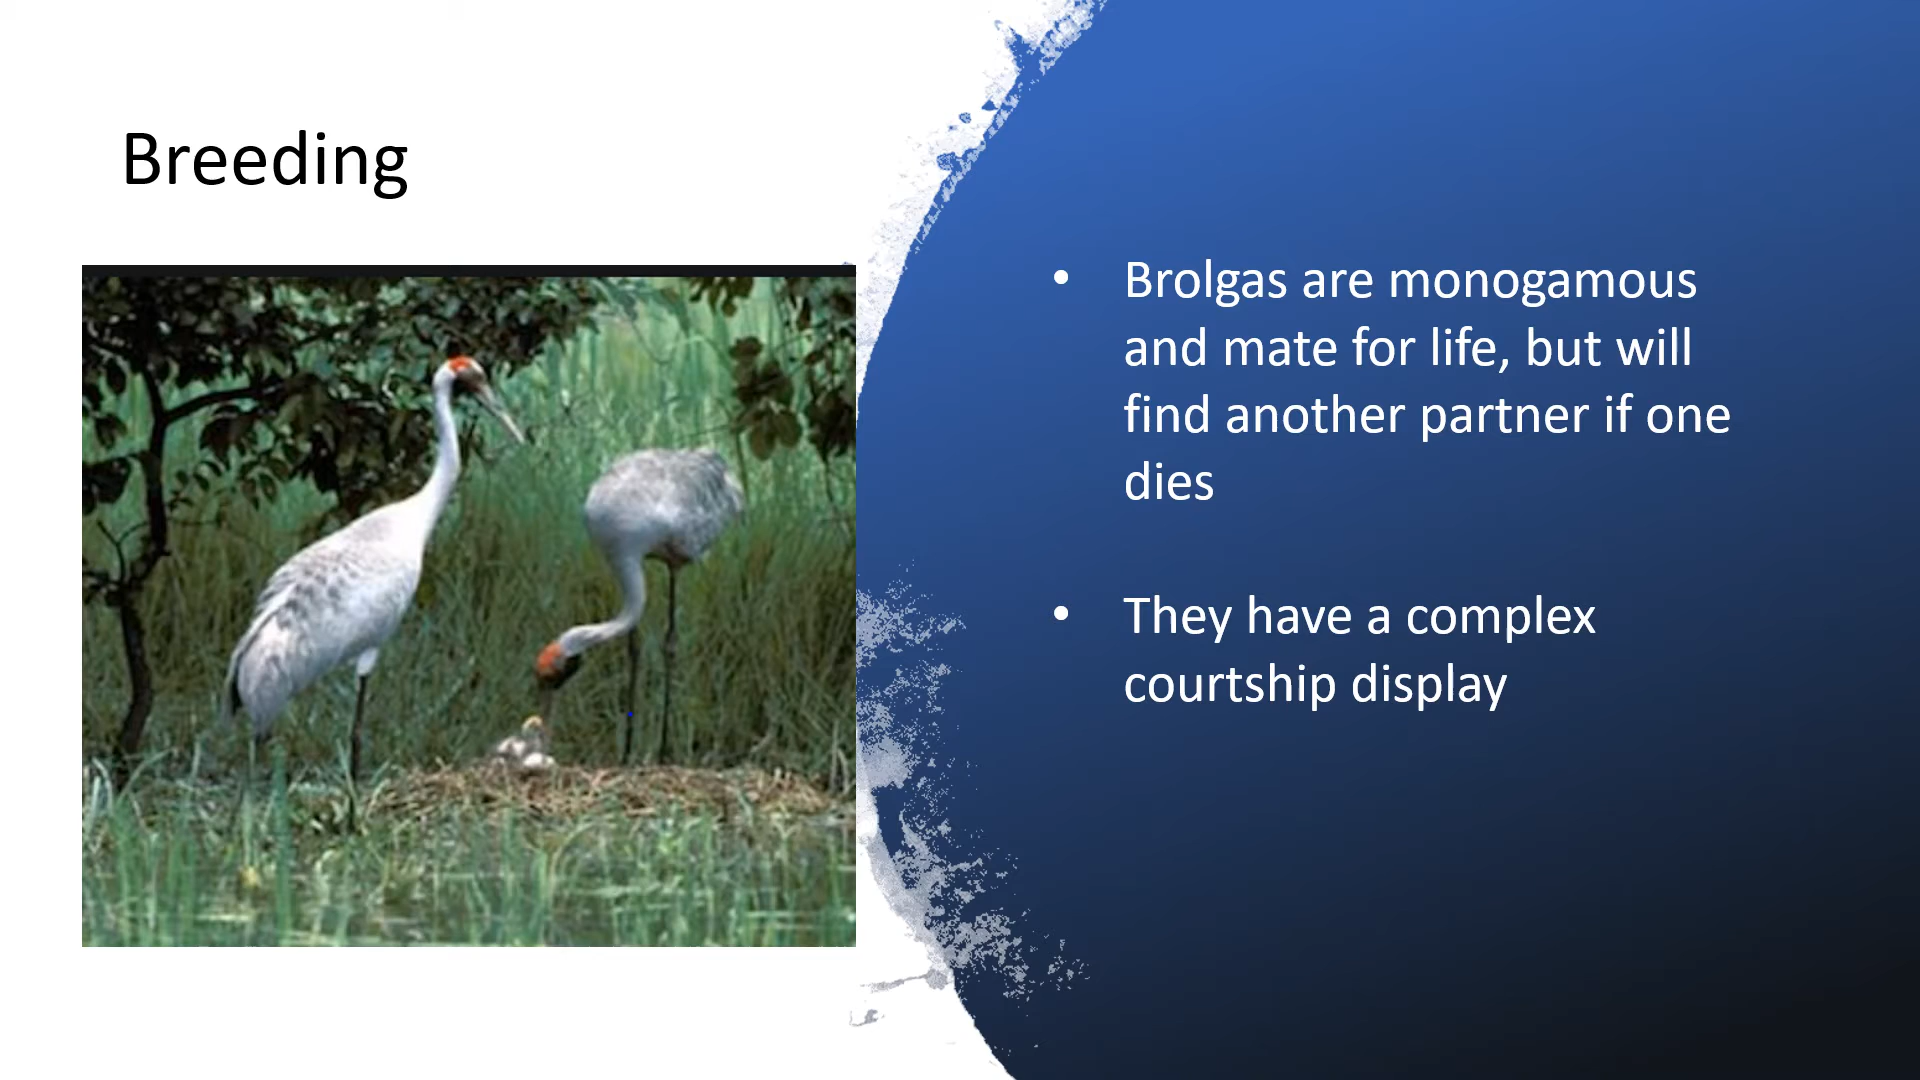 Breeding
• Brolgas are monogamous
and mate for life, but will
find another partner if one
dies
• They have a complex
courtship display